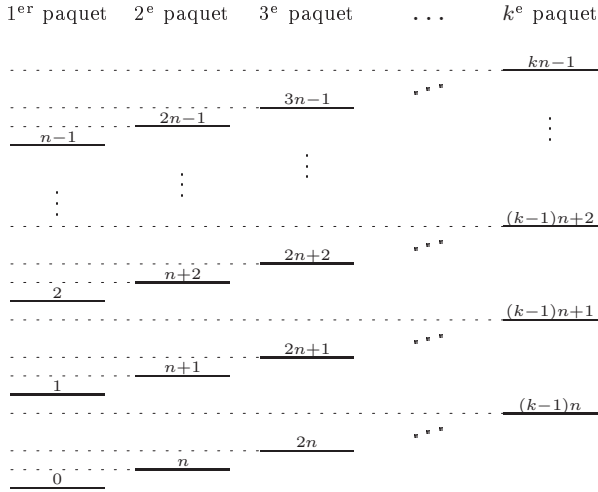 1er paquet 2e paquet 3e paquet ... ke paquet
kn−1
3n−1
2n−1
n−1
(k−1)n+2
2n+2
n+2
2
(k−1)n+1
2n+1
n+1
1
(k−1)n
2n
n
0